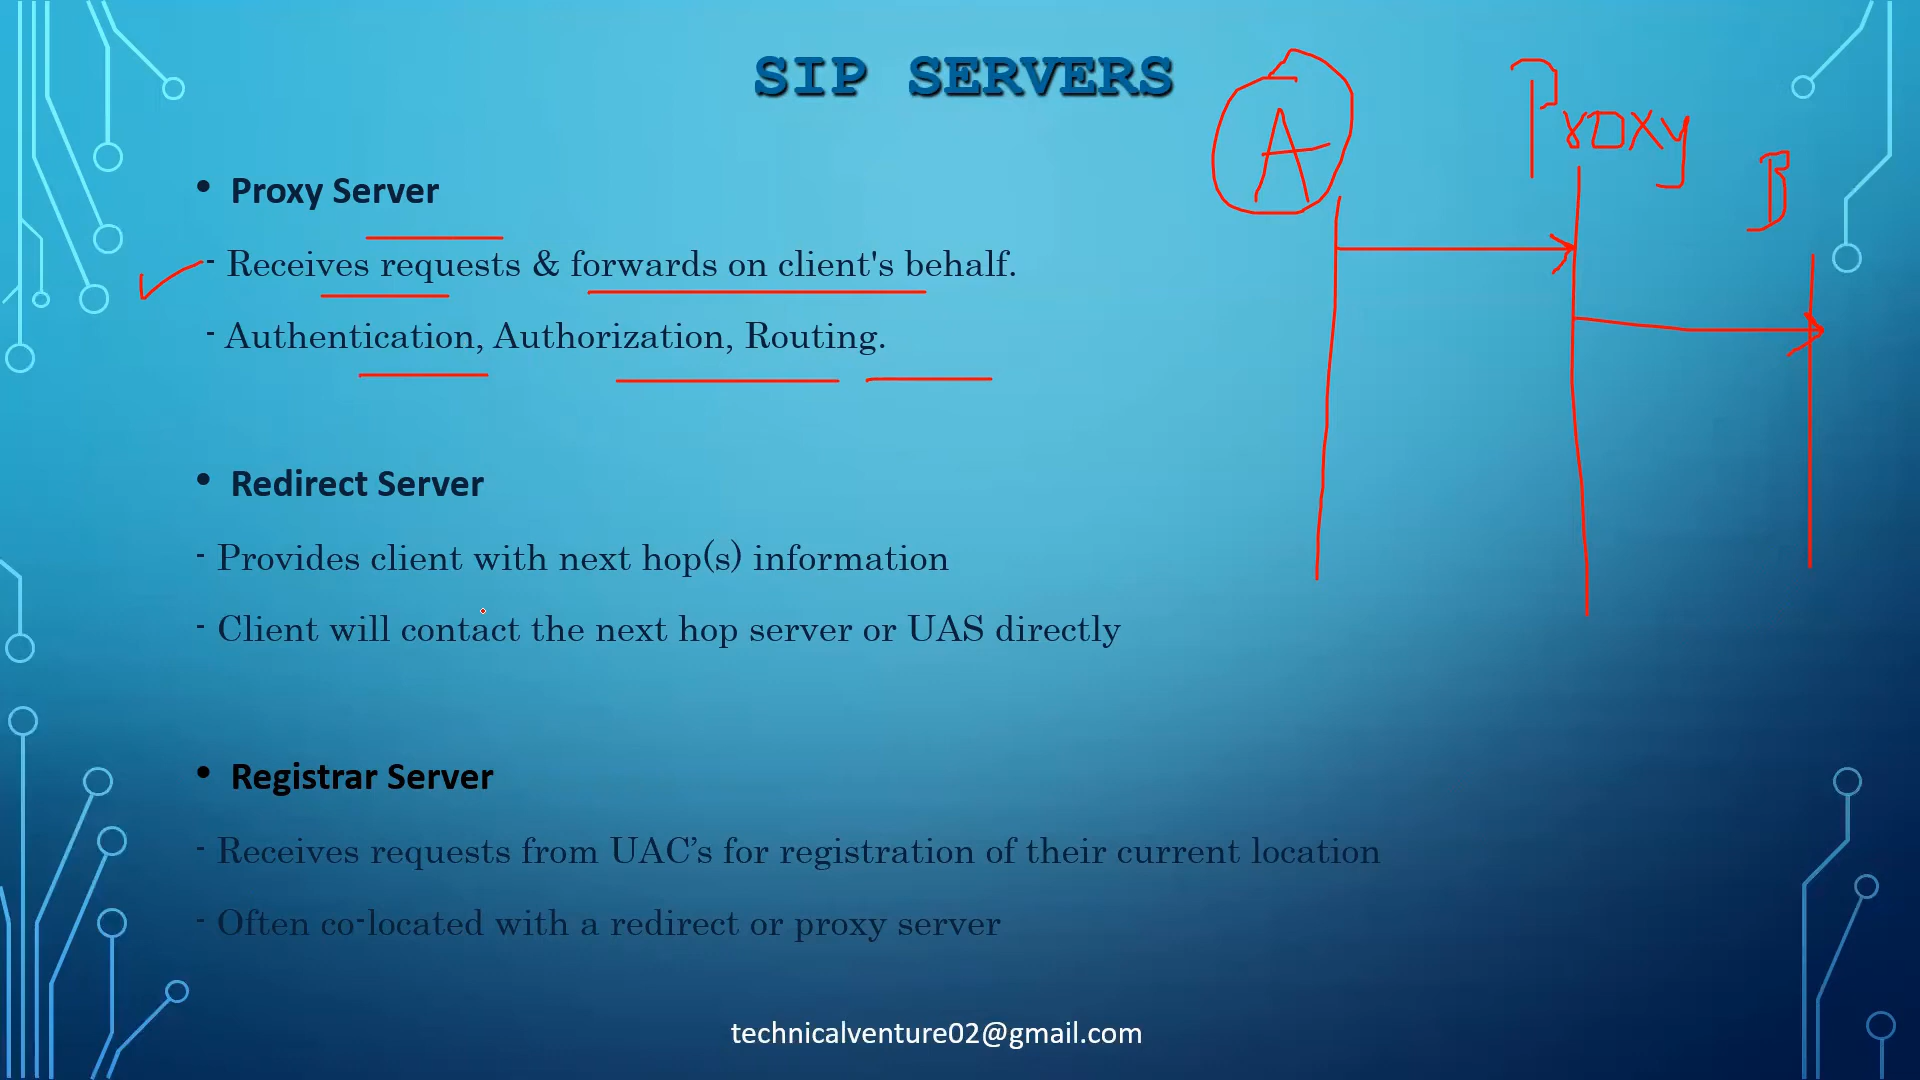 SIP SERVERS
A
Proxy
B
• Proxy Server
- Receives requests & forwards on client's behalf.
- Authentication, Authorization, Routing.
• Redirect Server
- Provides client with next hop(s) information
- Client will contact the next hop server or UAS directly
• Registrar Server
- Receives requests from UAC’s for registration of their current location
- Often co-located with a redirect or proxy server
technicalventure02@gmail.com